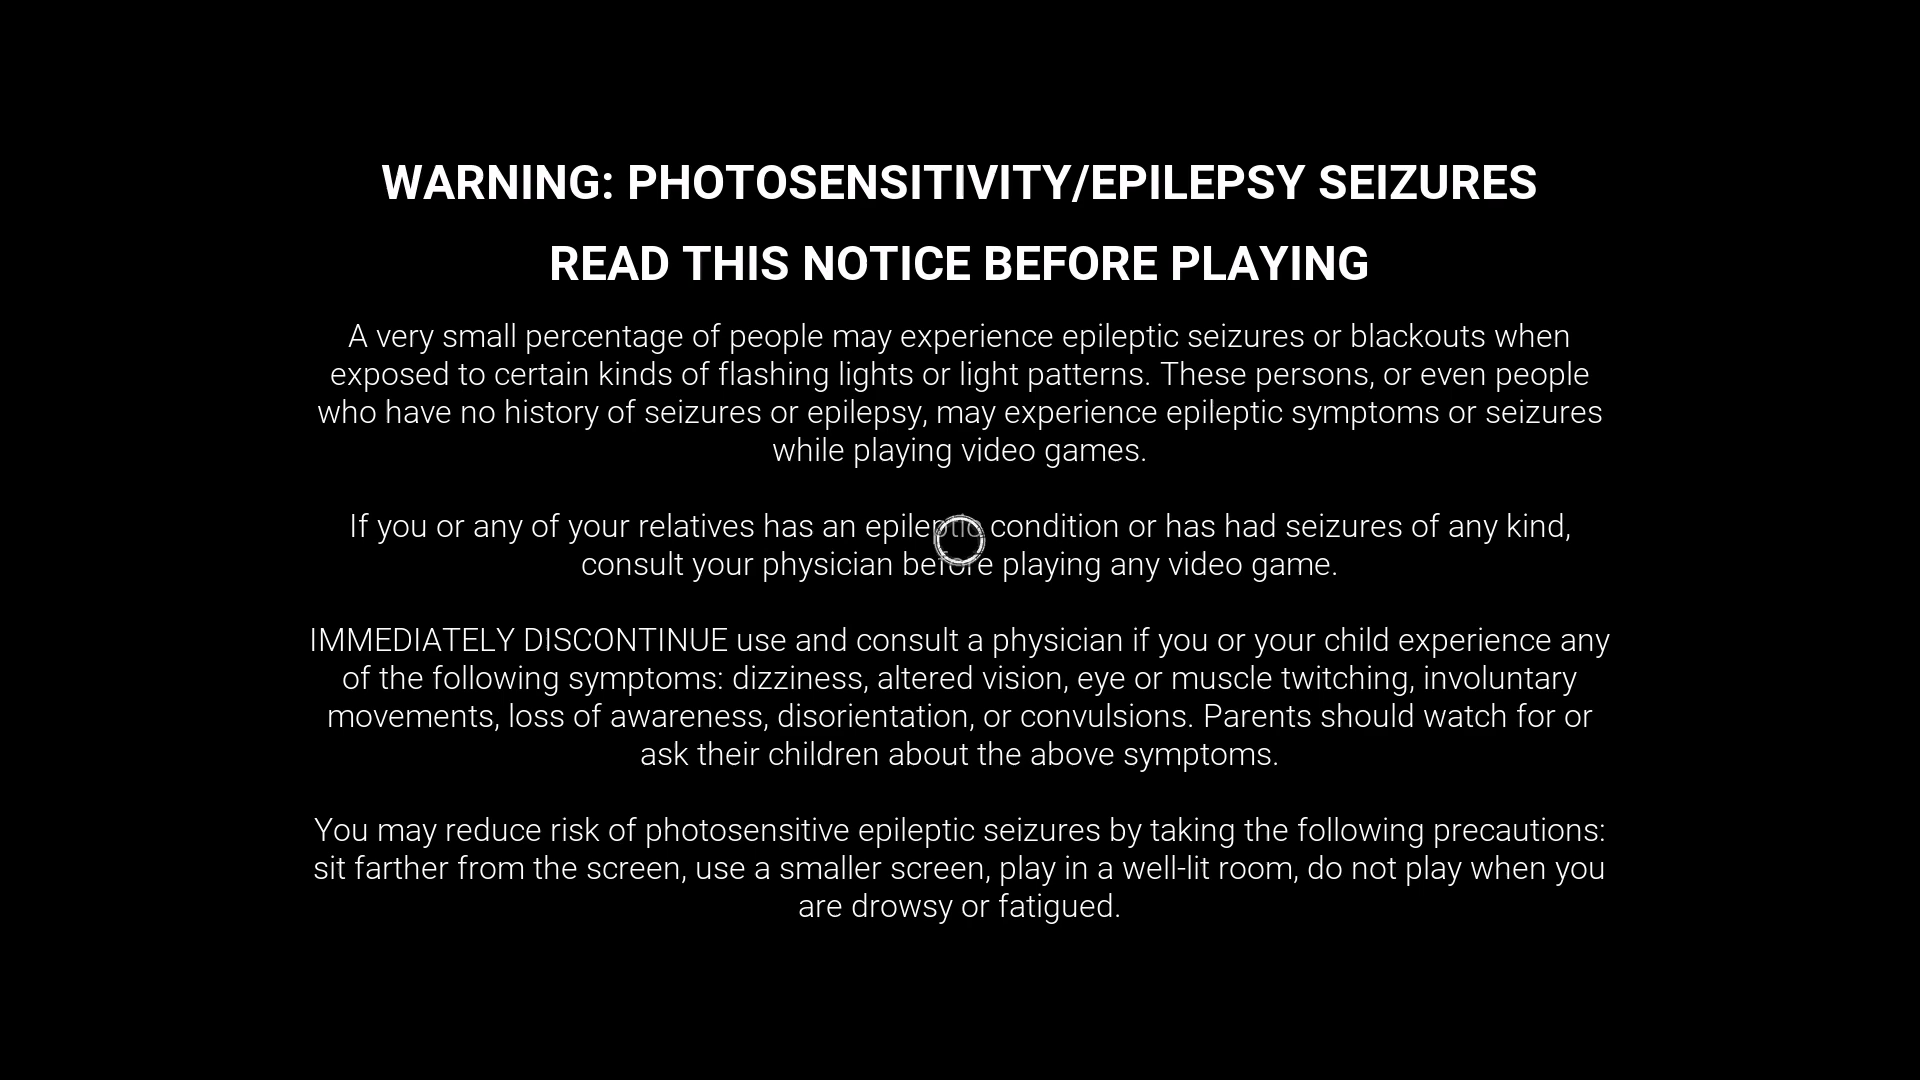 WARNING: PHOTOSENSITIVITY/EPILEPSY SEIZURES
READ THIS NOTICE BEFORE PLAYING
A very small percentage of people may experience epileptic seizures or blackouts when
exposed to certain kinds of flashing lights or light patterns. These persons, or even people
who have no history of seizures or epilepsy, may experience epileptic symptoms or seizures
while playing video games.
If you or any of your relatives has an epileptic condition or has had seizures of any kind,
consult your physician before playing any video game.
IMMEDIATELY DISCONTINUE use and consult a physician if you or your child experience any
of the following symptoms: dizziness, altered vision, eye or muscle twitching, involuntary
movements, loss of awareness, disorientation, or convulsions. Parents should watch for or
ask their children about the above symptoms.
You may reduce risk of photosensitive epileptic seizures by taking the following precautions:
sit farther from the screen, use a smaller screen, play in a well-lit room, do not play when you
are drowsy or fatigued.